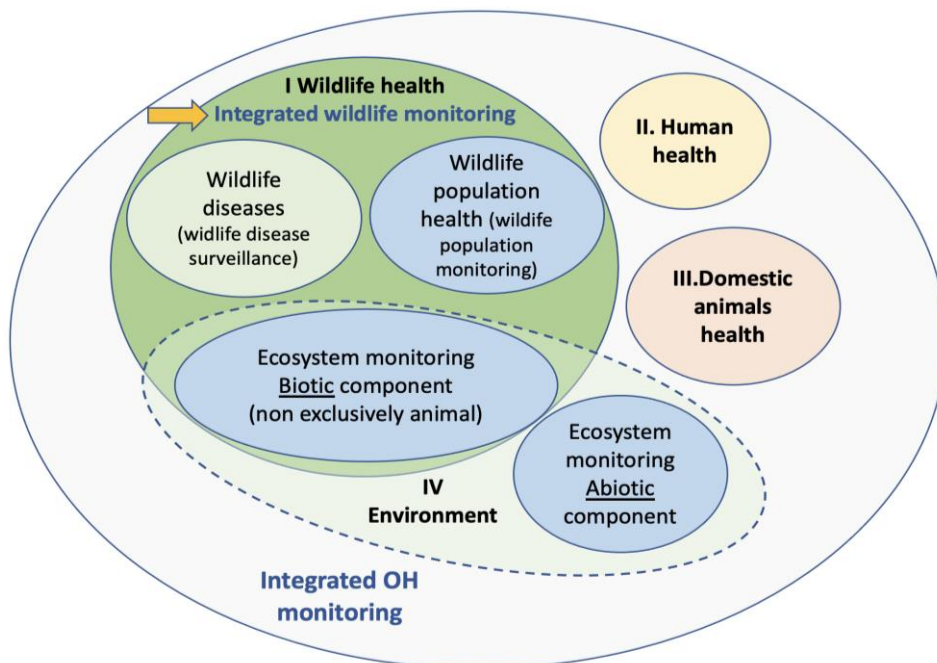 I Wildlife health
Integrated wildlife monitoring
Wildlife
diseases
(widlife disease
surveillance)
Wildlife
population
health (wildife
population
monitoring)
II. Human
health
III.Domestic
animals
health
Ecosystem monitoring
Biotic component
(non exclusively animal)
Ecosystem
monitoring
Abiotic
component
IV
Environment
Integrated OH
monitoring